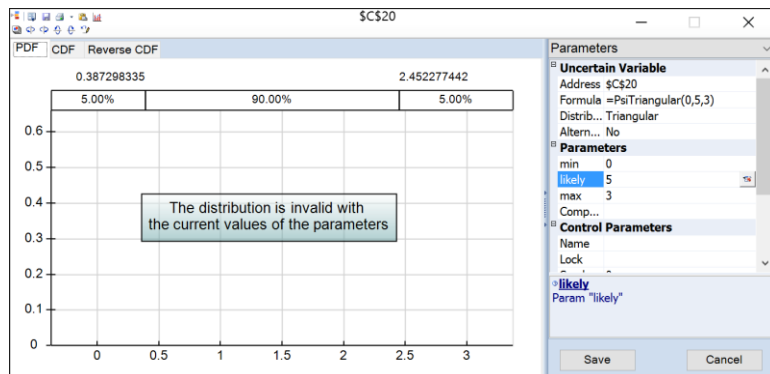 $C$20
PDF CDF Reverse CDF
0.387298335 2.452277442
5.00% 90.00% 5.00%
0.6
0.5
0.4
0.3
0.2
0.1
0
The distribution is invalid with
the current values of the parameters
0 0.5 1 1.5 2 2.5 3
Parameters
Uncertain Variable
Address $C$20
Formula =PsiTriangular(0,5,3)
Distrib... Triangular
Altern... No
Parameters
min 0
likely 5
max 3
Comp...
Control Parameters
Name
Lock
likely
Param "likely"
Save Cancel